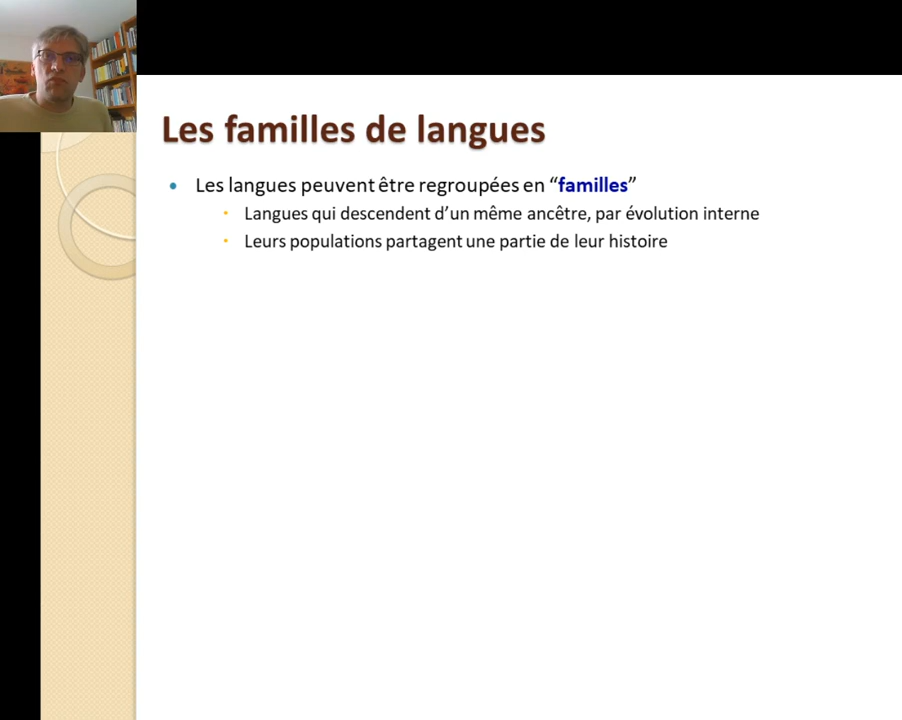 Les familles de langues
• Les langues peuvent être regroupées en “familles”
• Langues qui descendent d’un même ancêtre, par évolution interne
• Leurs populations partagent une partie de leur histoire